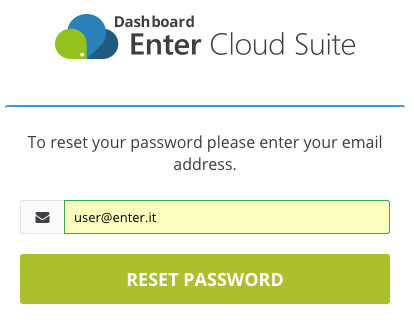 Dashboard
Enter Cloud Suite
To reset your password please enter your email
address.
user@enter.it
RESET PASSWORD